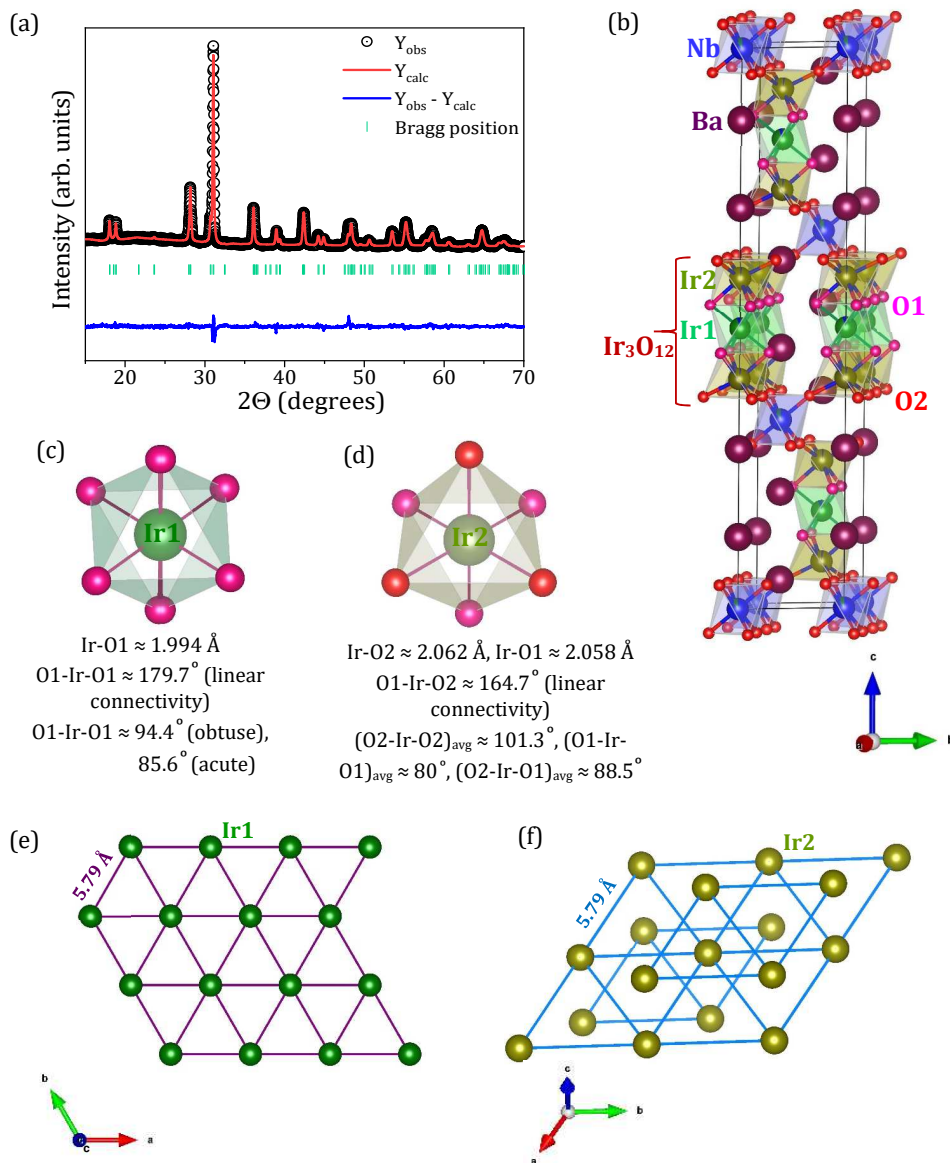 (a)
Y_obs
Y_calc
Y_obs - Y_calc
Bragg position
Intensity (arb. units)
20 30 40 50 60 70
2Θ (degrees)
(b)
Nb
Ba
Ir2
Ir1
Ir₃O₁₂
O1
O2
c
a
(c)
Ir1
Ir-O1 ≈ 1.994 Å
O1-Ir-O1 ≈ 179.7° (linear
connectivity)
O1-Ir-O1 ≈ 94.4° (obtuse),
85.6° (acute)
(d)
Ir2
Ir-O2 ≈ 2.062 Å, Ir-O1 ≈ 2.058 Å
O1-Ir-O2 ≈ 164.7° (linear
connectivity)
(O2-Ir-O2)avg ≈ 101.3°, (O1-Ir-
O1)avg ≈ 80°, (O2-Ir-O1)avg ≈ 88.5°
(e)
Ir1
5.79 Å
b
c
a
(f)
Ir2
5.79 Å
c
b
a